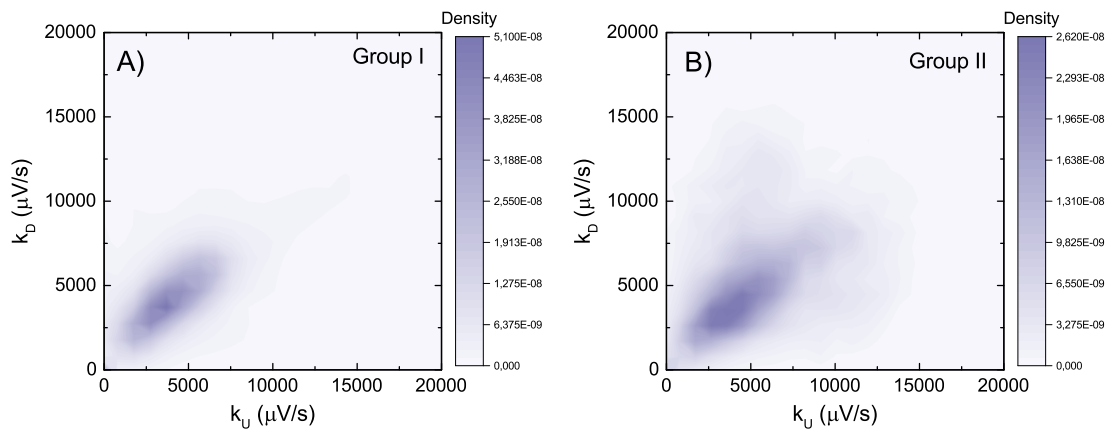 Density
Density
A)
Group I
B)
Group II
20000
15000
10000
5000
0
k_D (μV/s)
0
5000
10000
15000
20000
k_U (μV/s)
5,100E-08
4,463E-08
3,825E-08
3,188E-08
2,550E-08
1,913E-08
1,275E-08
6,375E-09
0,000
20000
15000
10000
5000
0
k_D (μV/s)
0
5000
10000
15000
20000
k_U (μV/s)
2,620E-08
2,293E-08
1,965E-08
1,638E-08
1,310E-08
9,825E-09
6,550E-09
3,275E-09
0,000